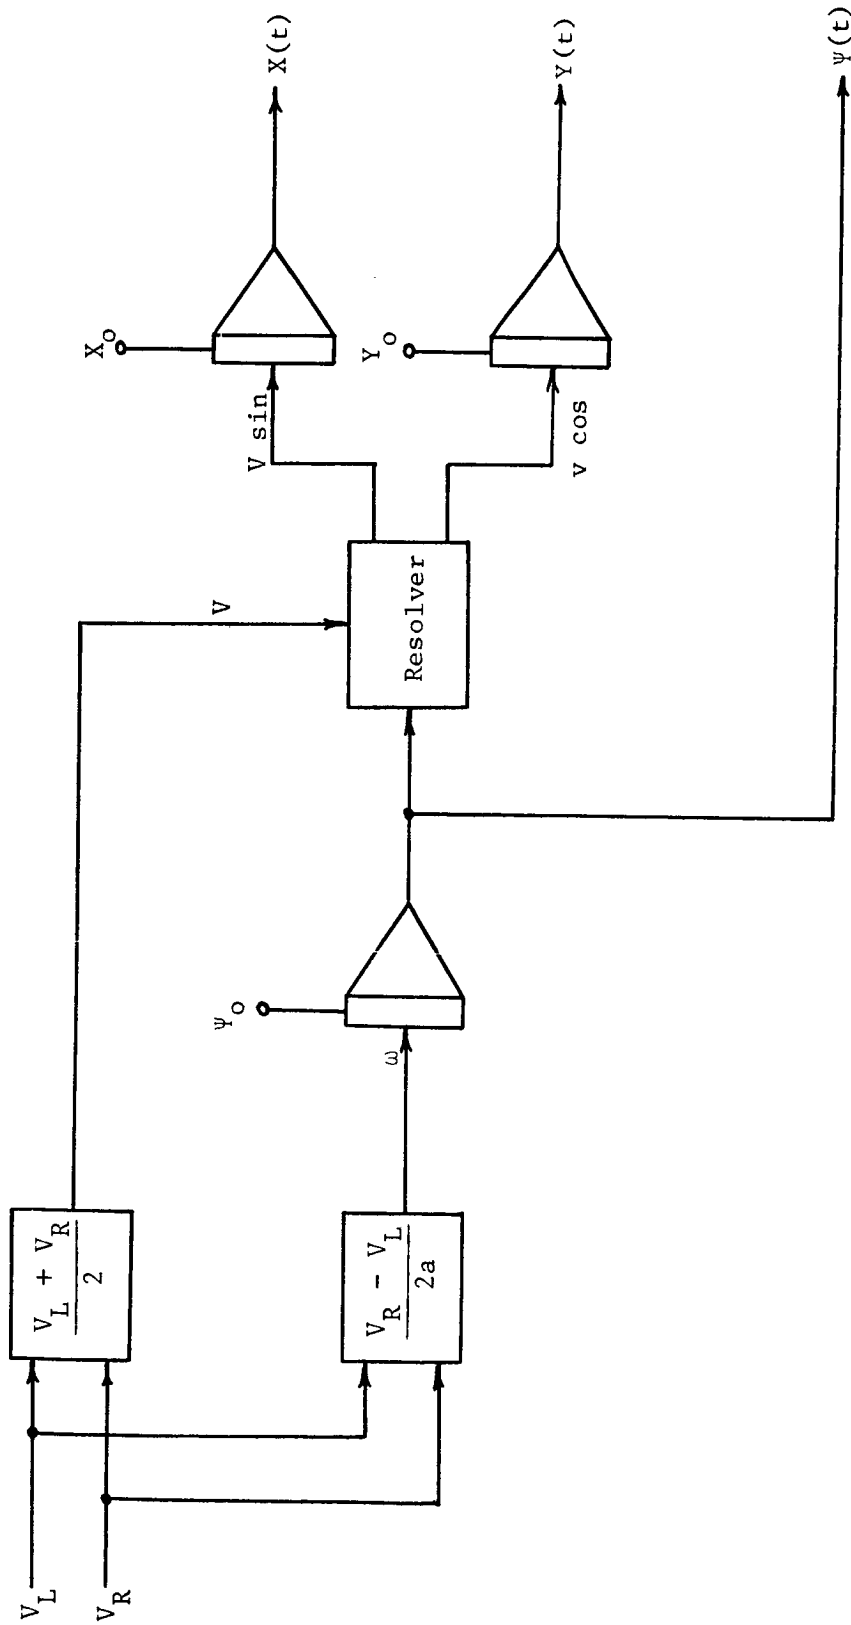 V_L
V_R
V_L + V_R
2
V_R - V_L
2a
ω
Ψ_o
V
Resolver
V sin
v cos
X_o
Y_o
X(t)
Y(t)
Ψ(t)